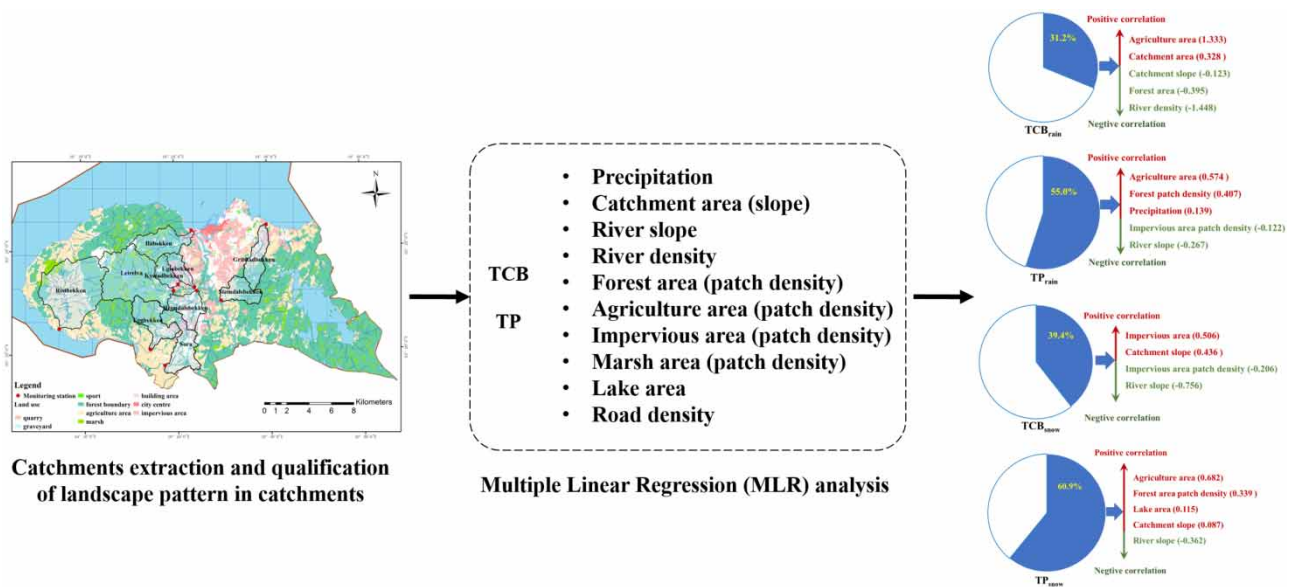 Hitbekken
Leirelva
Uglabekken
Kystadbekken
Ristbekken
Legend
Monitoring station
Land use
quarry
graveyard
sport
forest boundary
agriculture area
marsh
building area
city centre
impervious area
0 1 2 4 6 8
Kilometers
N
Catchments extraction and qualification
of landscape pattern in catchments
TCB
TP
• Precipitation
• Catchment area (slope)
• River slope
• River density
• Forest area (patch density)
• Agriculture area (patch density)
• Impervious area (patch density)
• Marsh area (patch density)
• Lake area
• Road density
Multiple Linear Regression (MLR) analysis
Positive correlation
31.2%
Agriculture area (1.333)
Catchment area (0.328 )
Catchment slope (-0.123)
Forest area (-0.395)
River density (-1.448)
Negtive correlation
TCBrain
Positive correlation
55.0%
Agriculture area (0.574 )
Forest patch density (0.407)
Precipitation (0.139)
Impervious area patch density (-0.122)
River slope (-0.267)
Negtive correlation
TPrain
Positive correlation
39.4%
Impervious area (0.506)
Catchment slope (0.436 )
Impervious area patch density (-0.206)
River slope (-0.756)
Negtive correlation
TCBsnow
Positive correlation
60.9%
Agriculture area (0.682)
Forest area patch density (0.339 )
Lake area (0.115)
Catchment slope (0.087)
River slope (-0.362)
Negtive correlation
TPsnow